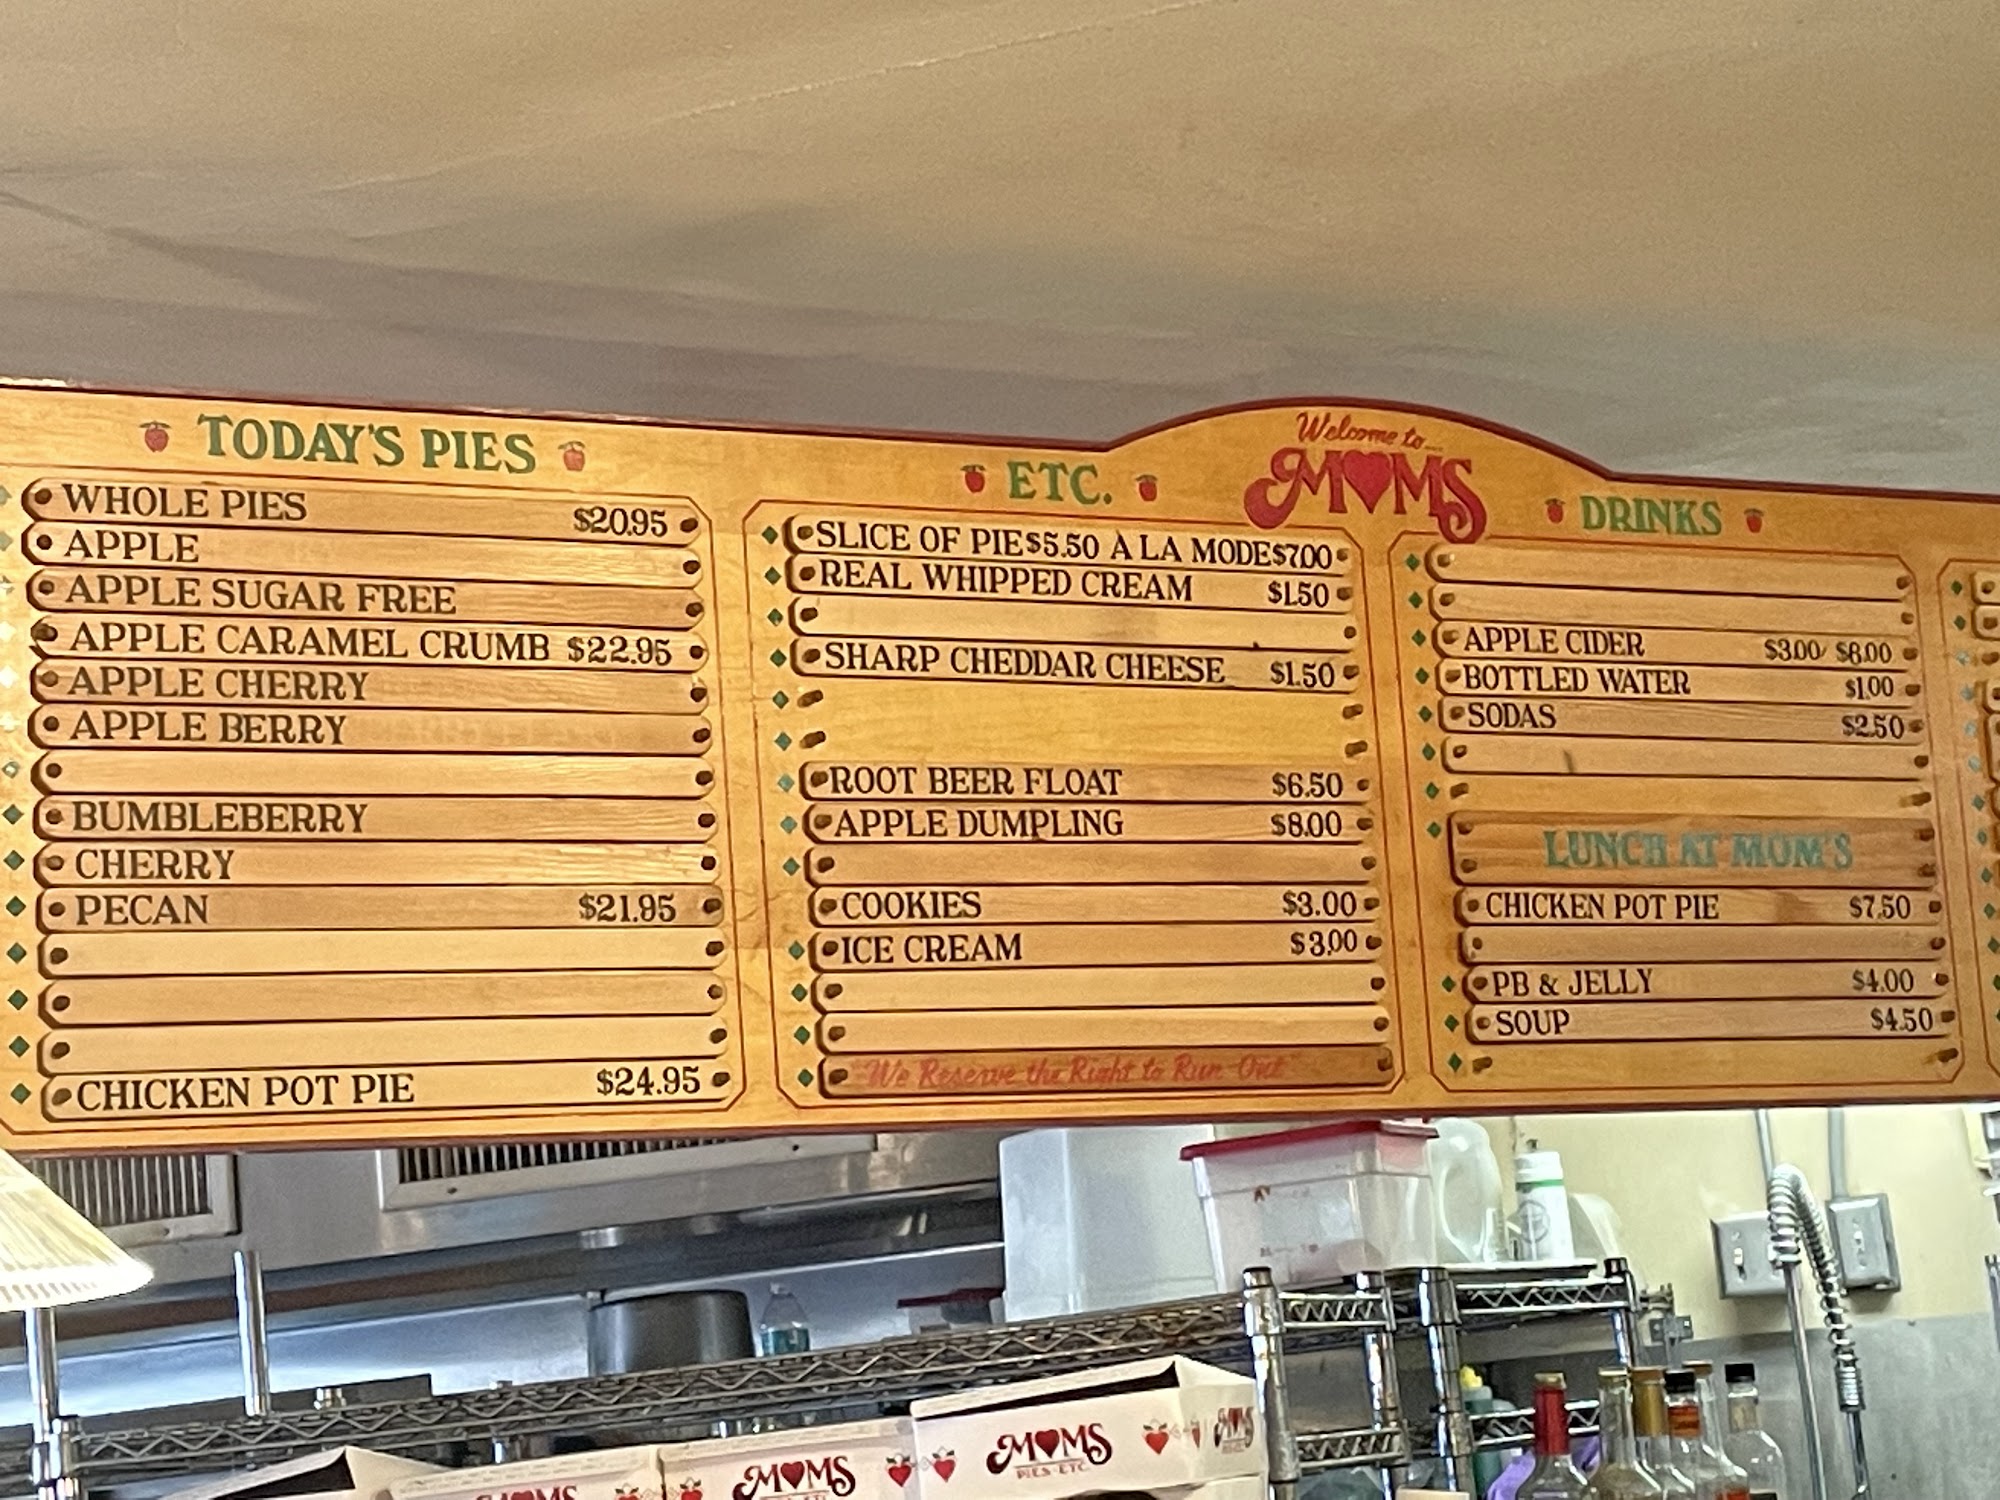 TODAY'S PIES
WHOLE PIES $20.95
APPLE
APPLE SUGAR FREE
APPLE CARAMEL CRUMB $22.95
APPLE CHERRY
APPLE BERRY
BUMBLEBERRY
CHERRY
PECAN $21.95
CHICKEN POT PIE $24.95
ETC.
SLICE OF PIE $5.50 À LA MODE $7.00
REAL WHIPPED CREAM $1.50
SHARP CHEDDAR CHEESE $1.50
ROOT BEER FLOAT $6.50
APPLE DUMPLING $8.00
COOKIES $3.00
ICE CREAM $3.00
"We Reserve the Right to Run Out"
Welcome to...
MOMS
DRINKS
APPLE CIDER $3.00/ $8.00
BOTTLED WATER $1.00
SODAS $2.50
LUNCH AT MOM'S
CHICKEN POT PIE $7.50
PB & JELLY $4.00
SOUP $4.50
MOMS
MOMS
MOMS
PIES·ETC.
MOMS